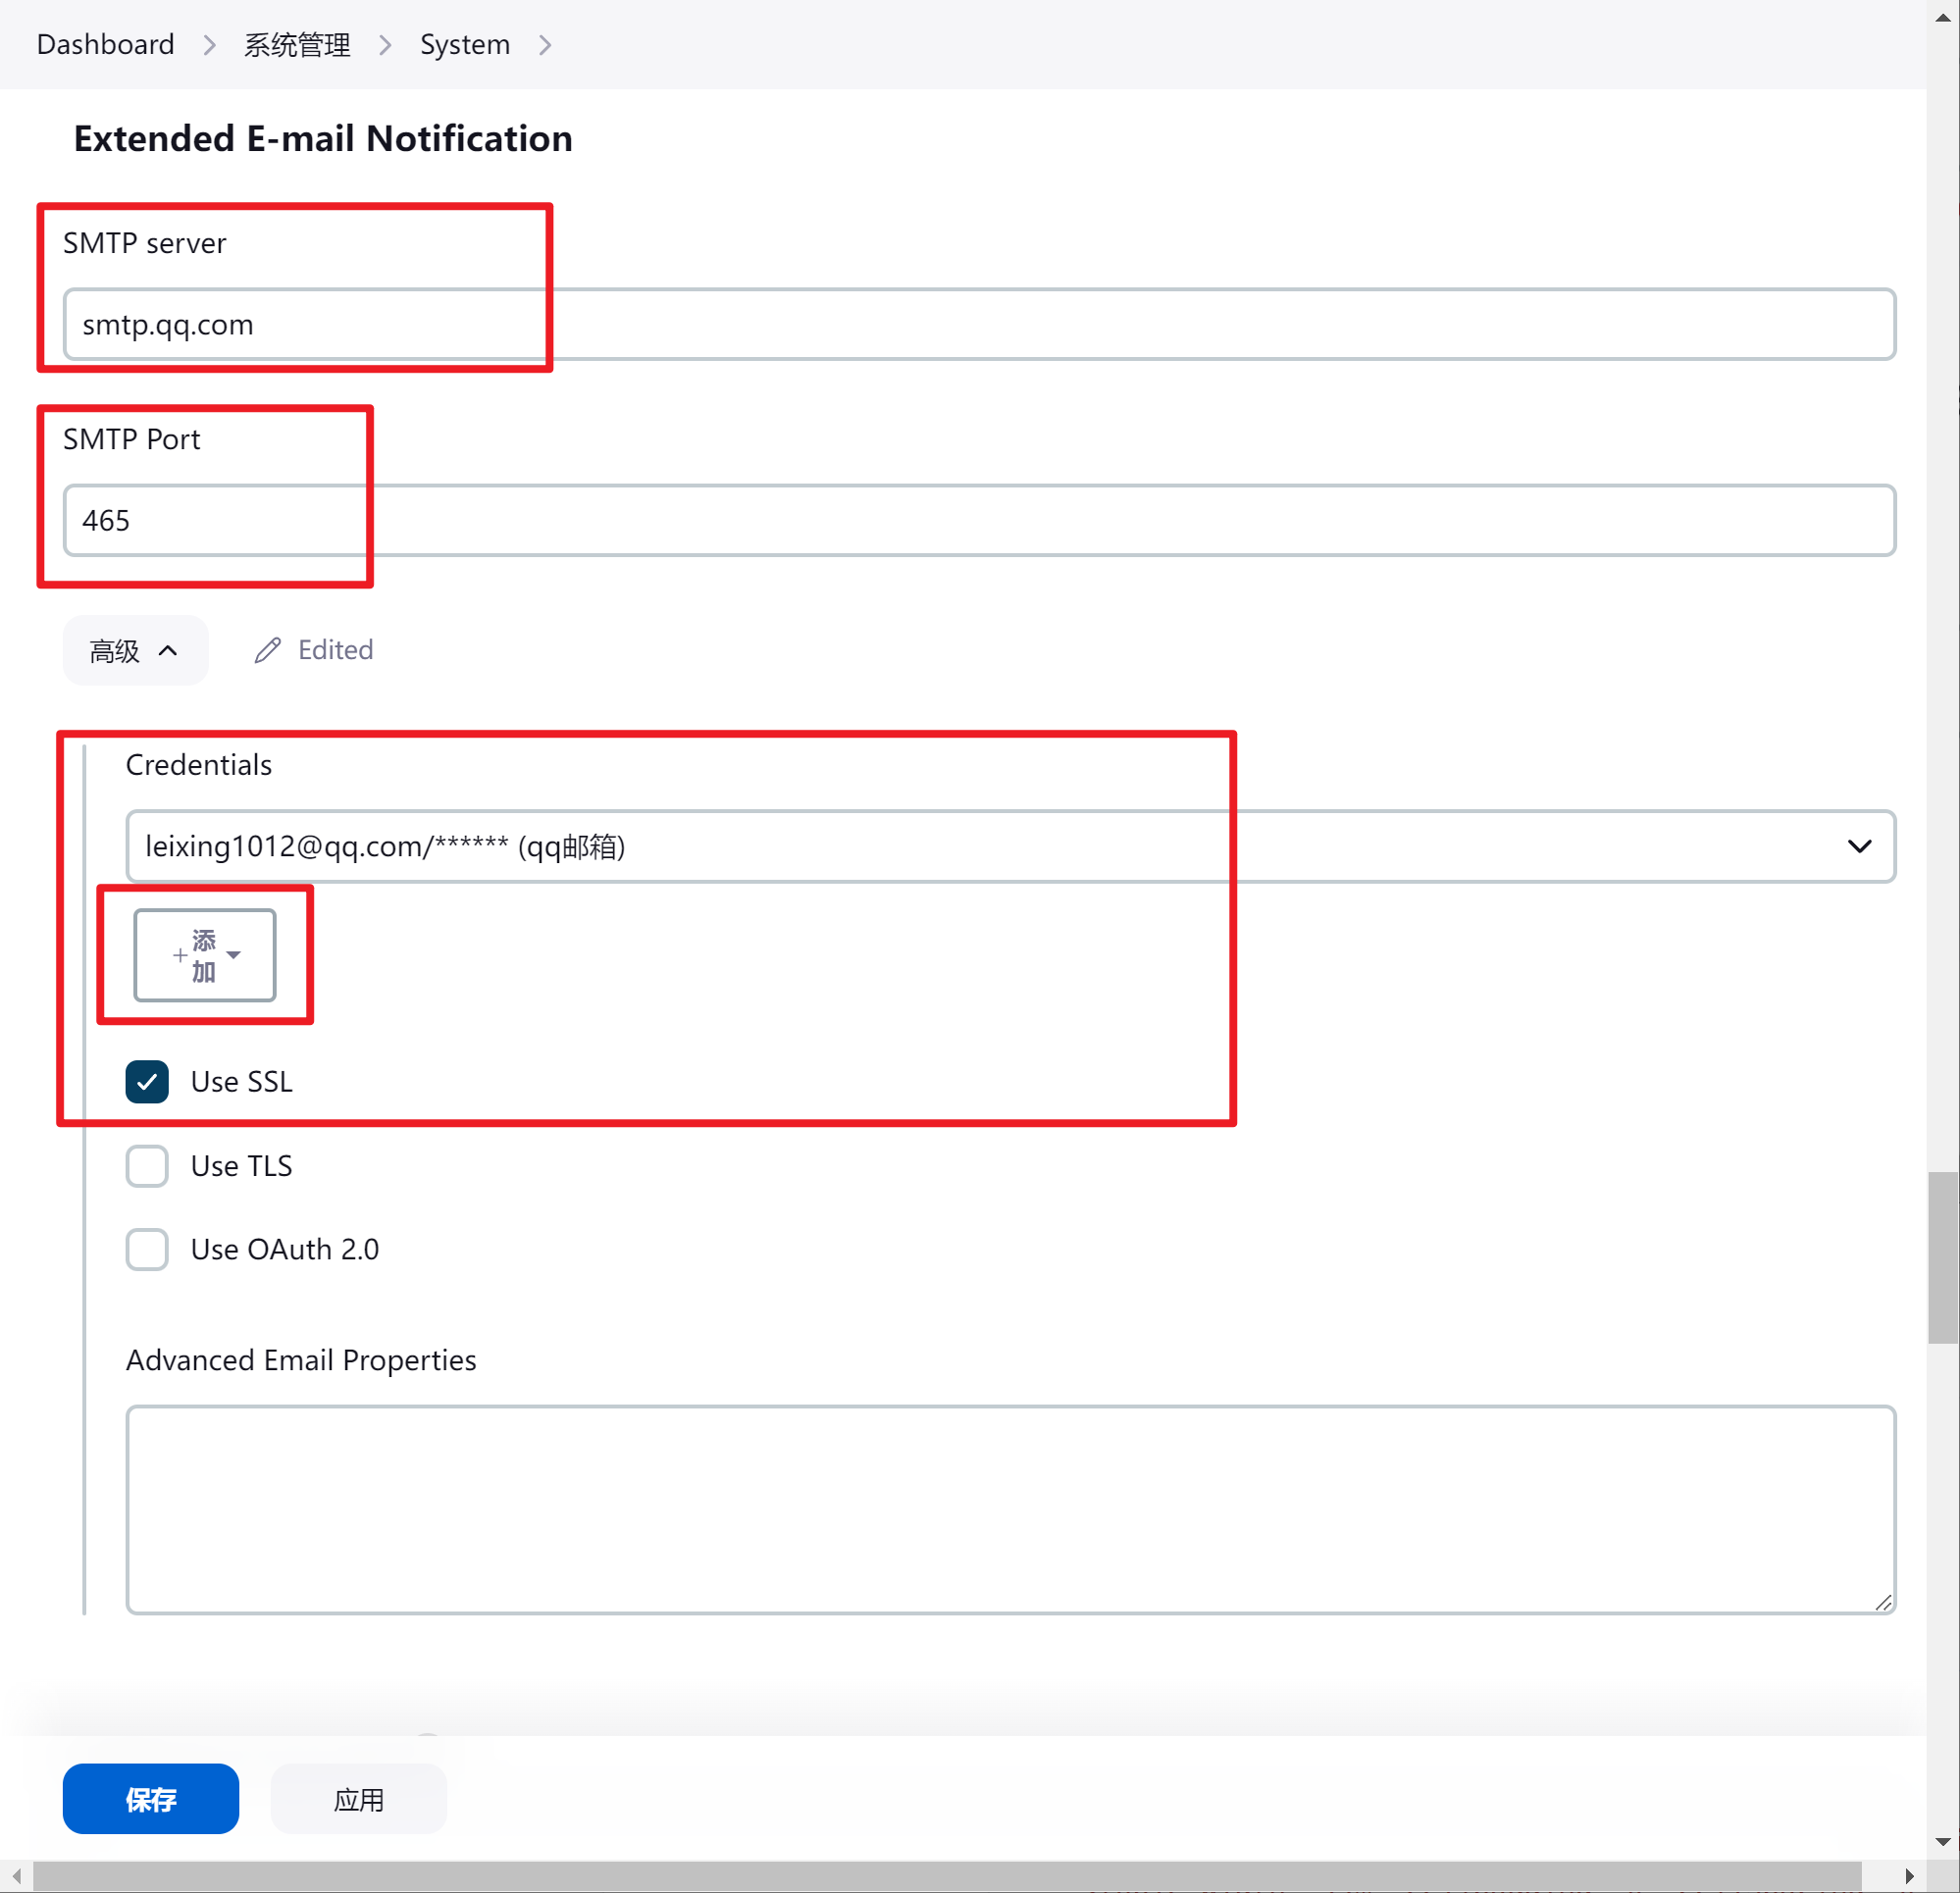 Dashboard > 系统管理 > System >
Extended E-mail Notification
SMTP server
smtp.qq.com
SMTP Port
465
高级 Edited
Credentials
leixing1012@qq.com/****** (qq邮箱)
+ 添
加
Use SSL
Use TLS
Use OAuth 2.0
Advanced Email Properties
保存 应用